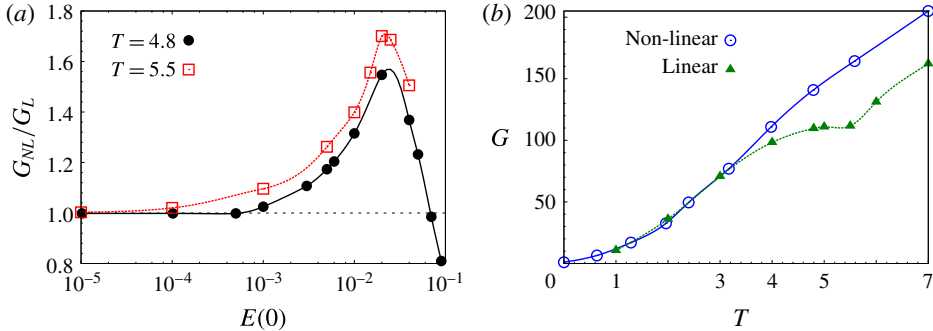 (a)
1.8
1.6
1.4
1.2
1.0
0.8
G_{NL}/G_L
T = 4.8
T = 5.5
10^{-5} 10^{-4} 10^{-3} 10^{-2} 10^{-1}
E(0)
(b)
200
150
100
50
G
Non-linear
Linear
0 1 3 4 5 7
T